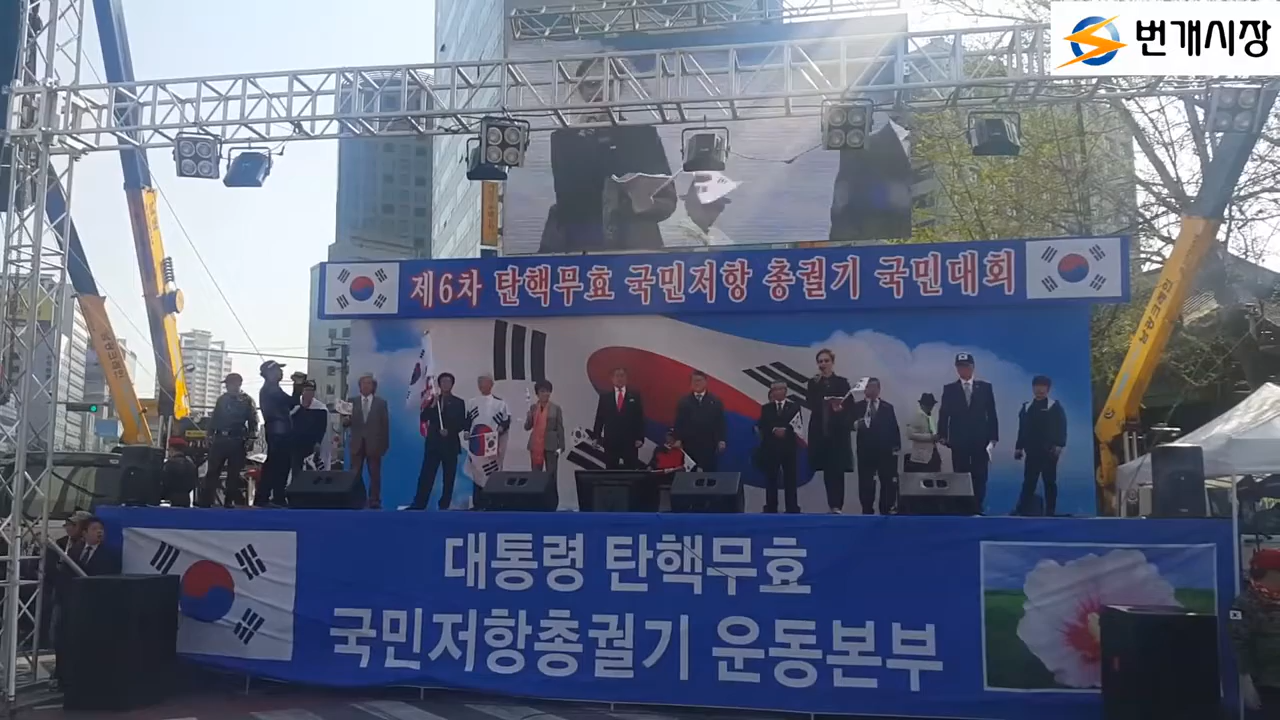 번개시장
제6차 탄핵무효 국민저항 총궐기 국민대회
대통령 탄핵무효
국민저항총궐기 운동본부